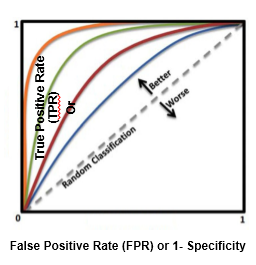 1
True Positive Rate
(TPR)
Or
Better
Worse
Random Classification
0
1
False Positive Rate (FPR) or 1- Specificity